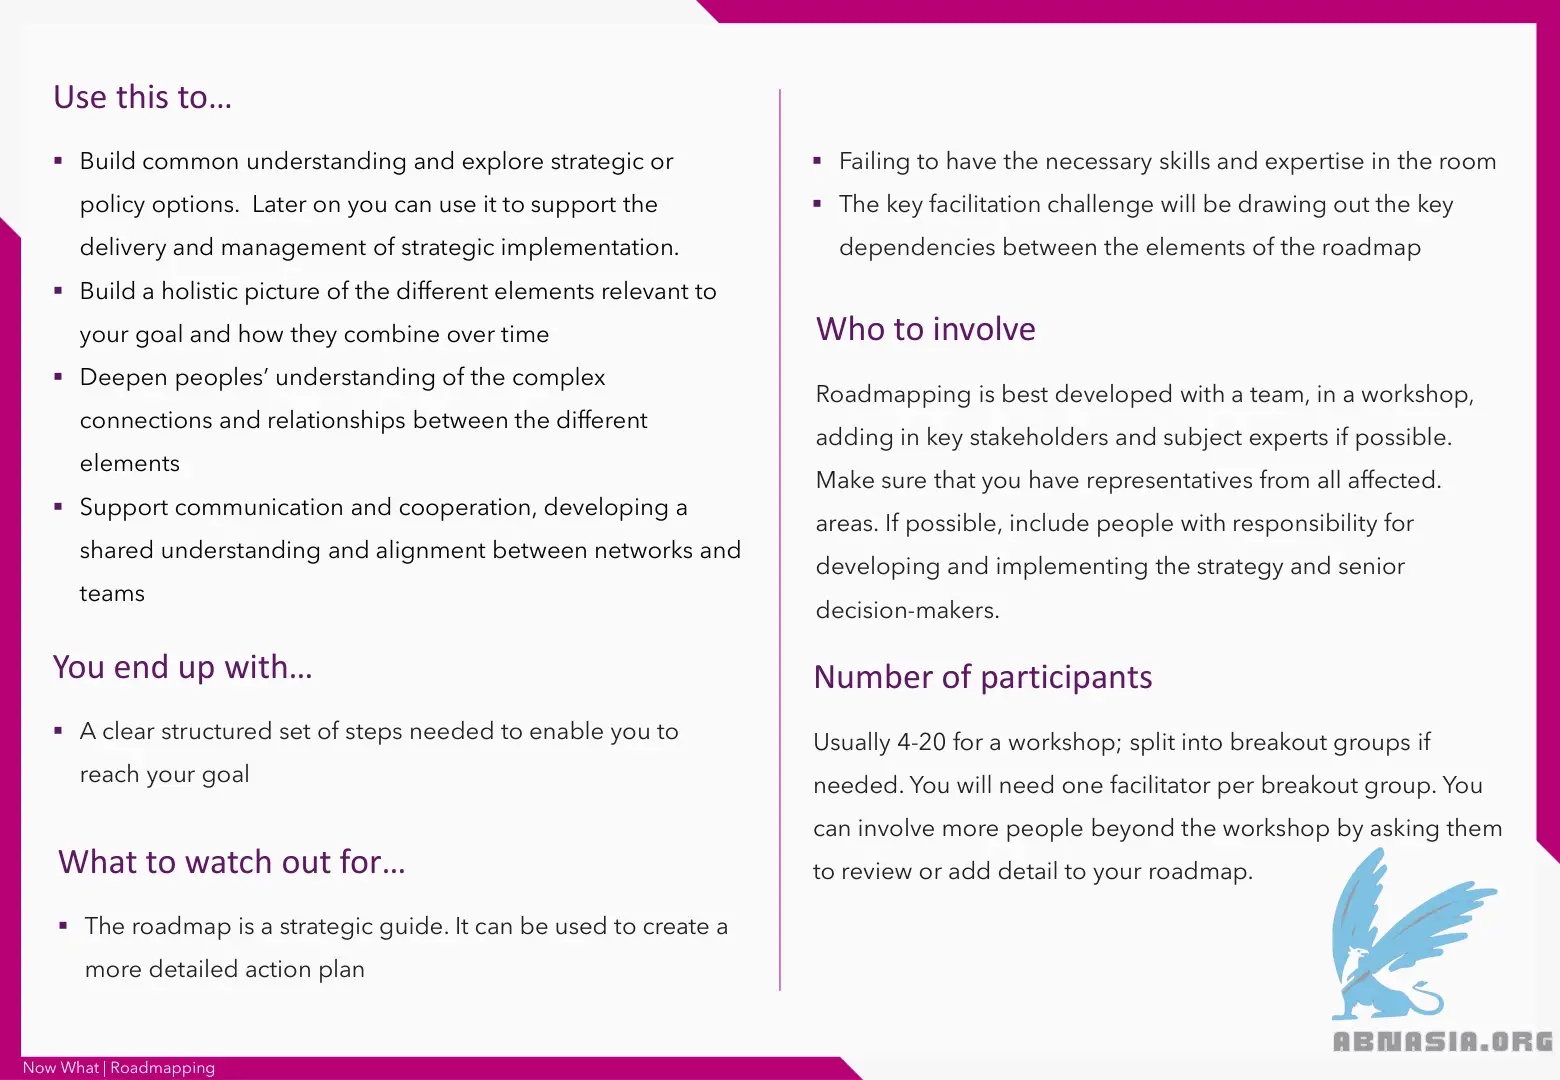 Use this to…
▪ Build common understanding and explore strategic or
policy options.  Later on you can use it to support the
delivery and management of strategic implementation.
▪ Build a holistic picture of the different elements relevant to
your goal and how they combine over time
▪ Deepen peoples’ understanding of the complex
connections and relationships between the different
elements
▪ Support communication and cooperation, developing a
shared understanding and alignment between networks and
teams
You end up with…
▪ A clear structured set of steps needed to enable you to
reach your goal
What to watch out for…
▪ The roadmap is a strategic guide. It can be used to create a
more detailed action plan
▪ Failing to have the necessary skills and expertise in the room
▪ The key facilitation challenge will be drawing out the key
dependencies between the elements of the roadmap
Who to involve
Roadmapping is best developed with a team, in a workshop,
adding in key stakeholders and subject experts if possible.
Make sure that you have representatives from all affected.
areas. If possible, include people with responsibility for
developing and implementing the strategy and senior
decision-makers.
Number of participants
Usually 4-20 for a workshop; split into breakout groups if
needed. You will need one facilitator per breakout group. You
can involve more people beyond the workshop by asking them
to review or add detail to your roadmap.
ABNASIA.ORG
Now What | Roadmapping